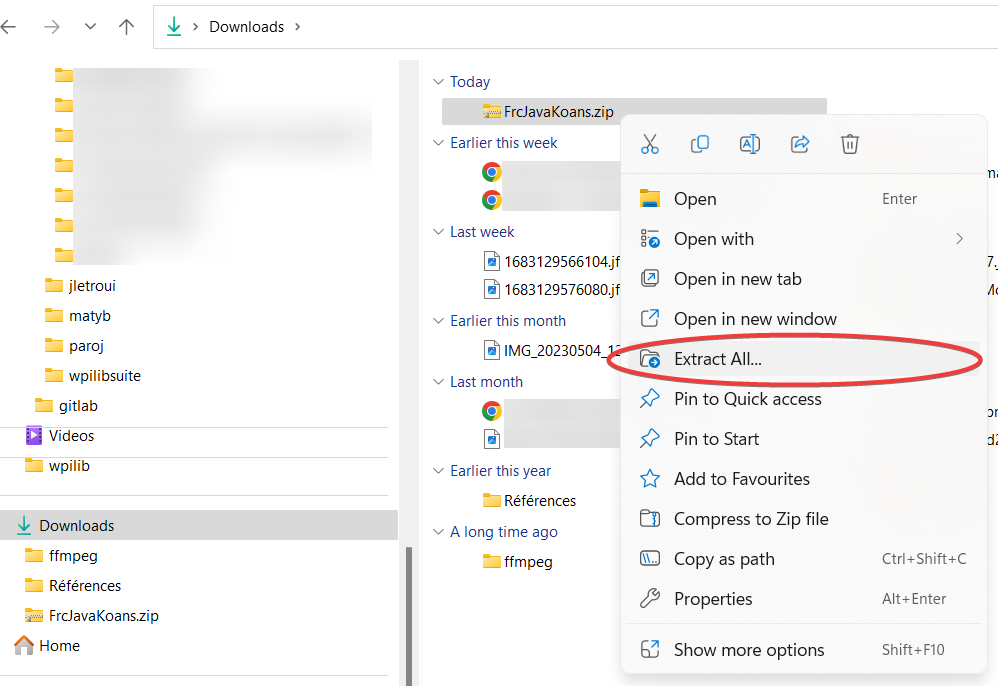 Downloads
jletroui
matyb
paroj
wpilibsuite
gitlab
Videos
wpilib
Downloads
ffmpeg
Références
FrcJavaKoans.zip
Home
Today
FrcJavaKoans.zip
Earlier this week
Last week
1683129566104.jf
1683129576080.jf
Earlier this month
IMG_20230504_12
Last month
Earlier this year
Références
A long time ago
ffmpeg
Open Enter
Open with
Open in new tab
Open in new window
Extract All...
Pin to Quick access
Pin to Start
Add to Favourites
Compress to Zip file
Copy as path Ctrl+Shift+C
Properties Alt+Enter
Show more options Shift+F10